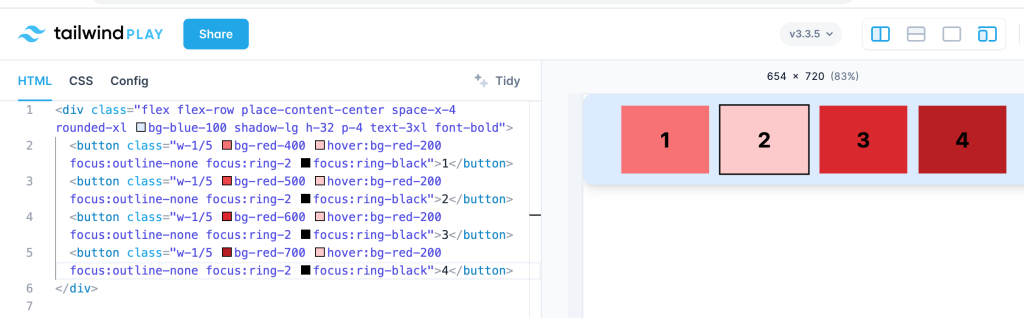 tailwind PLAY
Share
v3.3.5
HTML CSS Config
Tidy
654 × 720 (83%)
1 <div class="flex flex-row place-content-center space-x-4
rounded-xl bg-blue-100 shadow-lg h-32 p-4 text-3xl font-bold">
2 <button class="w-1/5 bg-red-400 hover:bg-red-200
focus:outline-none focus:ring-2 focus:ring-black">1</button>
3 <button class="w-1/5 bg-red-500 hover:bg-red-200
focus:outline-none focus:ring-2 focus:ring-black">2</button>
4 <button class="w-1/5 bg-red-600 hover:bg-red-200
focus:outline-none focus:ring-2 focus:ring-black">3</button>
5 <button class="w-1/5 bg-red-700 hover:bg-red-200
focus:outline-none focus:ring-2 focus:ring-black">4</button>
6 </div>
7
1 2 3 4